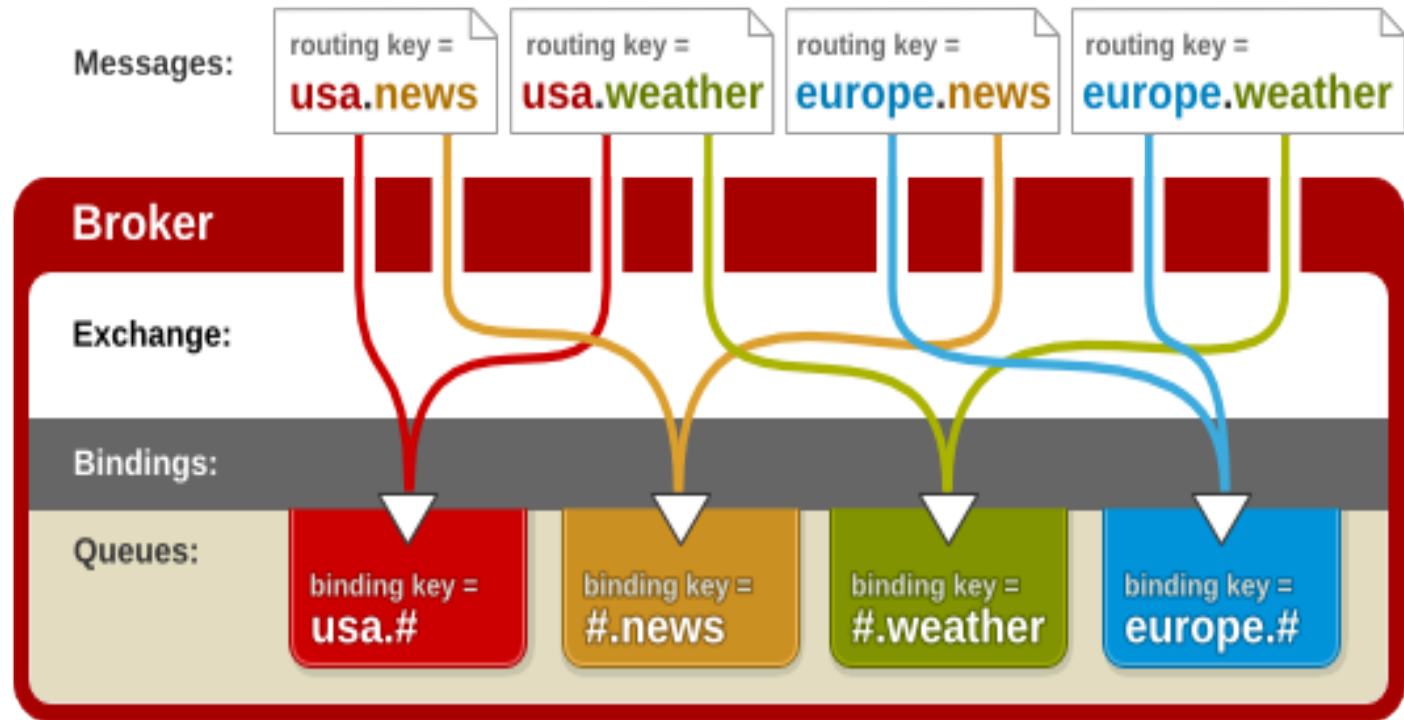 Messages:
routing key =
usa.news
routing key =
usa.weather
routing key =
europe.news
routing key =
europe.weather
Broker
Exchange:
Bindings:
Queues:
binding key =
usa.#
binding key =
#.news
binding key =
#.weather
binding key =
europe.#